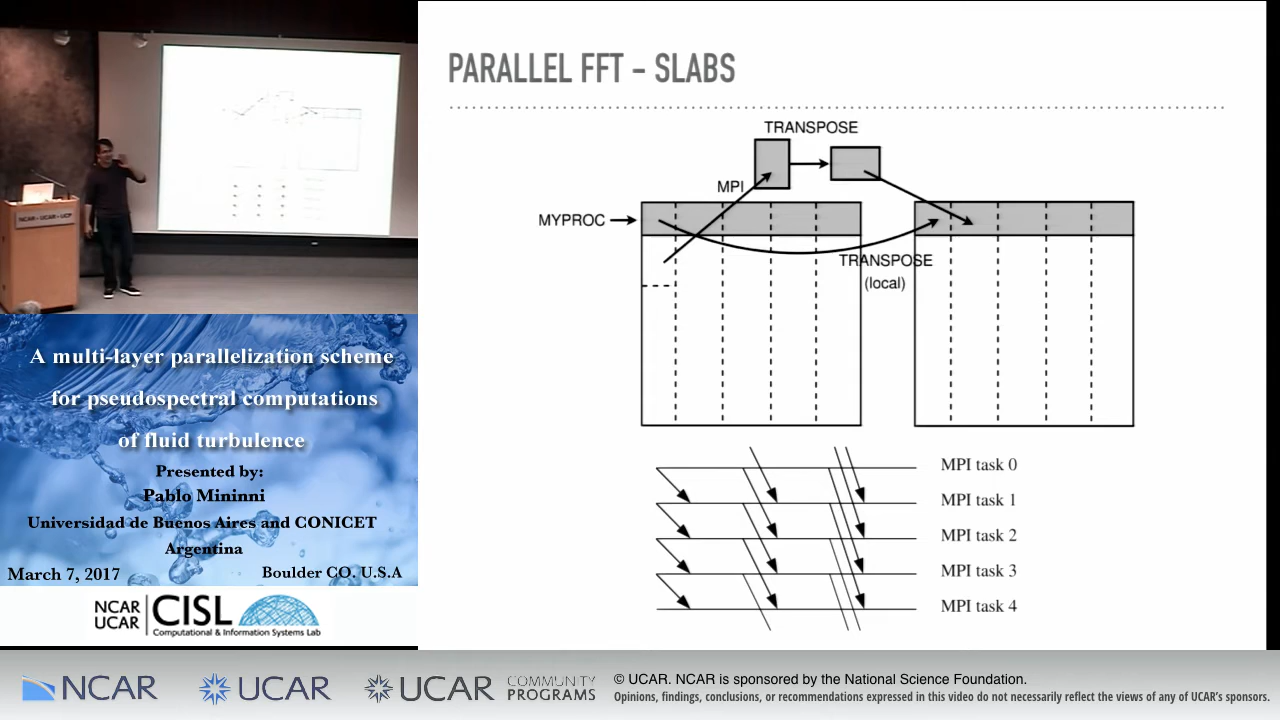 PARALLEL FFT - SLABS
TRANSPOSE
MPI
MYPROC
TRANSPOSE
(local)
MPI task 0
MPI task 1
MPI task 2
MPI task 3
MPI task 4
NCAR • UCAR • UCP
A multi-layer parallelization scheme
for pseudospectral computations
of fluid turbulence
Presented by:
Pablo Mininni
Universidad de Buenos Aires and CONICET
Argentina
March 7, 2017
Boulder CO. U.S.A
NCAR
UCAR
CISL
Computational & Information Systems Lab
NCAR
UCAR
UCAR
COMMUNITY
PROGRAMS
© UCAR. NCAR is sponsored by the National Science Foundation.
Opinions, findings, conclusions, or recommendations expressed in this video do not necessarily reflect the views of any of UCAR's sponsors.